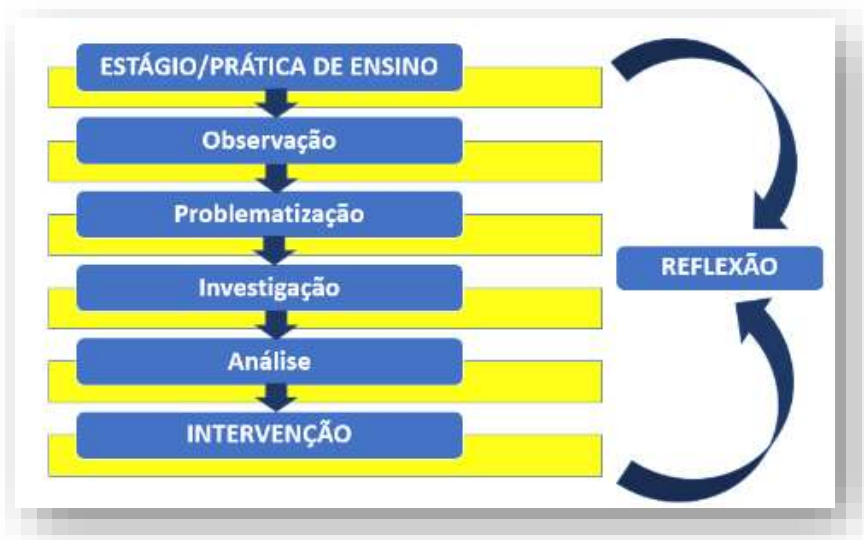 ESTÁGIO/PRÁTICA DE ENSINO
Observação
Problematização
Investigação
Análise
INTERVENÇÃO
REFLEXÃO